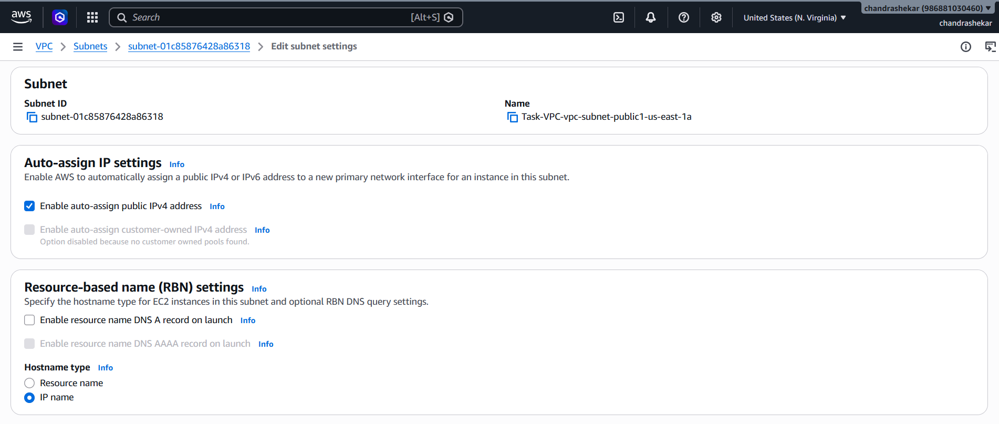 aws
Search [Alt+S]
United States (N. Virginia)
chandrashekar (986881030460)
chandrashekar
VPC
Subnets
subnet-01c85876428a86318
Edit subnet settings
Subnet
Subnet ID
subnet-01c85876428a86318
Name
Task-VPC-vpc-subnet-public1-us-east-1a
Auto-assign IP settings Info
Enable AWS to automatically assign a public IPv4 or IPv6 address to a new primary network interface for an instance in this subnet.
Enable auto-assign public IPv4 address Info
Enable auto-assign customer-owned IPv4 address Info
Option disabled because no customer owned pools found.
Resource-based name (RBN) settings Info
Specify the hostname type for EC2 instances in this subnet and optional RBN DNS query settings.
Enable resource name DNS A record on launch Info
Enable resource name DNS AAAA record on launch Info
Hostname type Info
Resource name
IP name